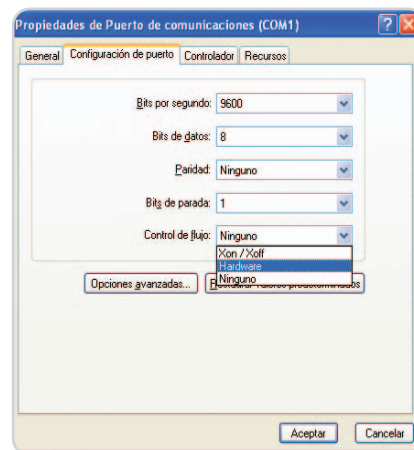 Propiedades de Puerto de comunicaciones (COM1)
General Configuración de puerto Controlador Recursos
Bits por segundo: 9600
Bits de datos: 8
Paridad: Ninguno
Bits de parada: 1
Control de flujo: Ninguno
Xon / Xoff
Hardware
Ninguno
Opciones avanzadas... predeterminados
Aceptar Cancelar